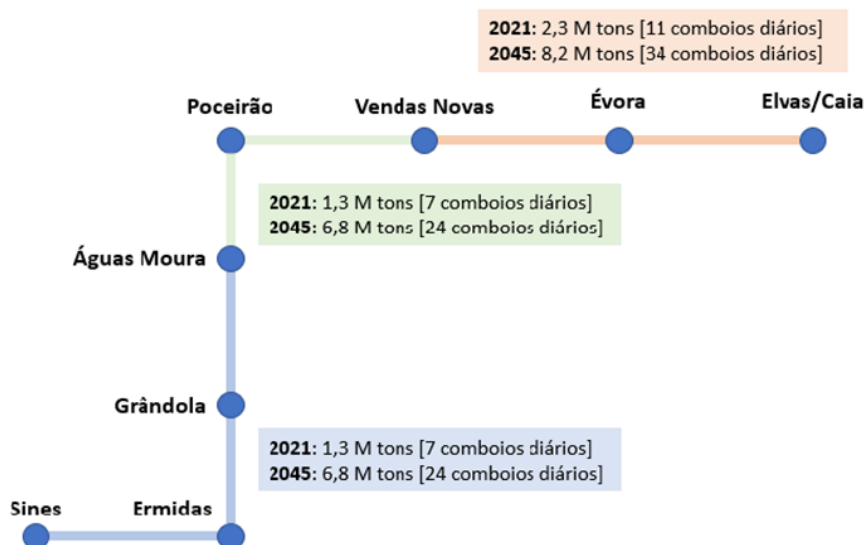 2021: 2,3 M tons [11 comboios diários]
2045: 8,2 M tons [34 comboios diários]
Poceirão
Vendas Novas
Évora
Elvas/Caia
2021: 1,3 M tons [7 comboios diários]
2045: 6,8 M tons [24 comboios diários]
Águas Moura
Grândola
2021: 1,3 M tons [7 comboios diários]
2045: 6,8 M tons [24 comboios diários]
Sines
Ermidas